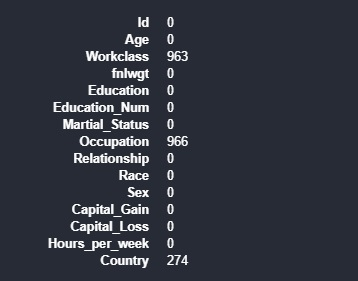 Id 0
Age 0
Workclass 963
fnlwgt 0
Education 0
Education_Num 0
Martial_Status 0
Occupation 966
Relationship 0
Race 0
Sex 0
Capital_Gain 0
Capital_Loss 0
Hours_per_week 0
Country 274